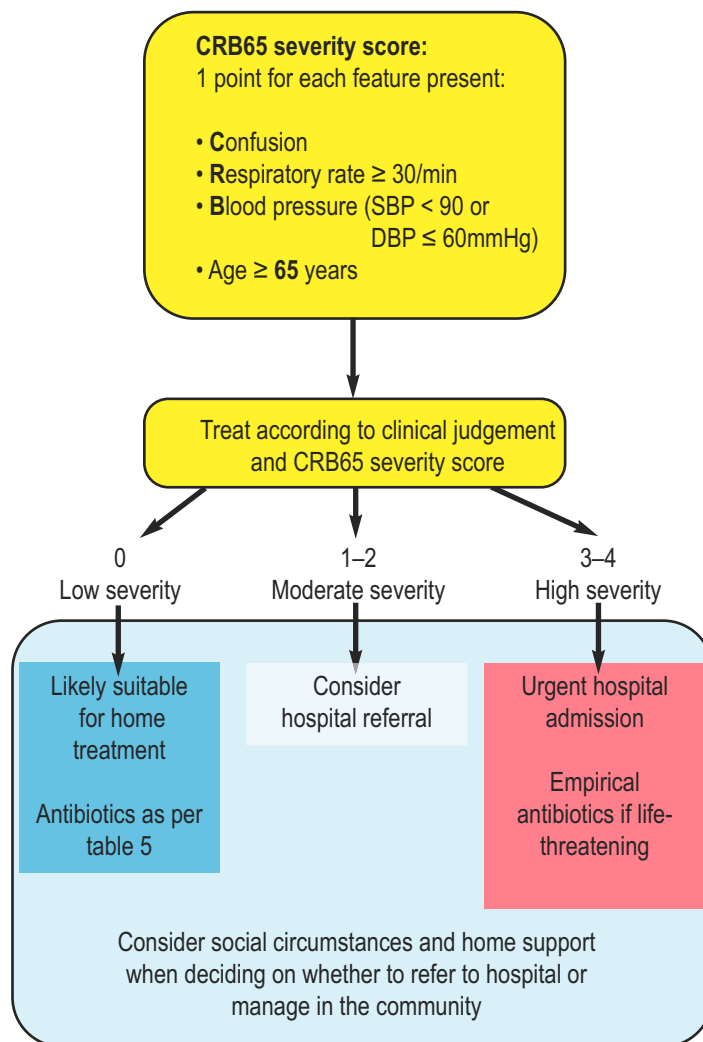 CRB65 severity score:
1 point for each feature present:
• Confusion
• Respiratory rate ≥ 30/min
• Blood pressure (SBP < 90 or
DBP ≤ 60mmHg)
• Age ≥ 65 years
Treat according to clinical judgement
and CRB65 severity score
0
Low severity
1–2
Moderate severity
3–4
High severity
Likely suitable
for home
treatment
Antibiotics as per
table 5
Consider
hospital referral
Urgent hospital
admission
Empirical
antibiotics if life-
threatening
Consider social circumstances and home support
when deciding on whether to refer to hospital or
manage in the community